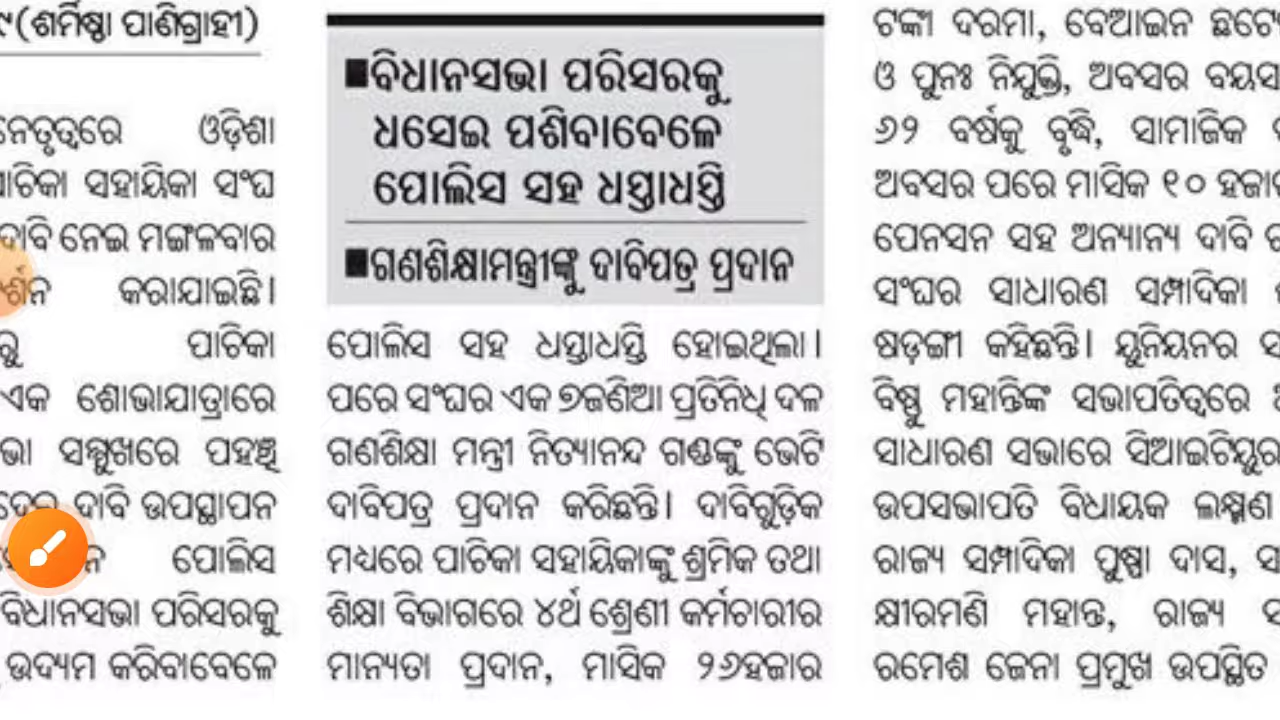 ୯(ଶର୍ମିଷ୍ଠା ପାଣିଗ୍ରାହୀ)
ନେତୃତ୍ୱରେ ଓଡ଼ିଶା
ସହାୟିକା ସଂଘ
ଦାବି ନେଇ ମଙ୍ଗଳବାର
କରାଯାଇଛି।
ପାଚିକା
ଏକ ଶୋଭାଯାତ୍ରାରେ
ସମ୍ମୁଖରେ ପହଞ୍ଚି
ଦାବି ଉପସ୍ଥାପନ
ପୋଲିସ
ବିଧାନସଭା ପରିସରକୁ
ଉଦ୍ୟମ କରିବାବେଳେ
■ବିଧାନସଭା ପରିସରକୁ
ଧସେଇ ପଶିବାବେଳେ
ପୋଲିସ ସହ ଧସ୍ତାଧସ୍ତି
■ଗଣଶିକ୍ଷାମନ୍ତ୍ରୀଙ୍କୁ ଦାବିପତ୍ର ପ୍ରଦାନ
ପୋଲିସ ସହ ଧସ୍ତାଧସ୍ତି ହୋଇଥିଲା।
ପରେ ସଂଘର ଏକ ୭ଜଣିଆ ପ୍ରତିନିଧି ଦଳ
ଗଣଶିକ୍ଷା ମନ୍ତ୍ରୀ ନିତ୍ୟାନନ୍ଦ ଗଣ୍ଡଙ୍କୁ ଭେଟି
ଦାବିପତ୍ର ପ୍ରଦାନ କରିଛନ୍ତି। ଦାବିଗୁଡ଼ିକ
ମଧ୍ୟରେ ପାଚିକା ସହାୟିକାଙ୍କୁ ଶ୍ରମିକ ତଥା
ଶିକ୍ଷା ବିଭାଗରେ ୪ର୍ଥ ଶ୍ରେଣୀ କର୍ମଚାରୀର
ମାନ୍ୟତା ପ୍ରଦାନ, ମାସିକ ୨୬ହଜାର
ଟଙ୍କା ଦରମା, ବେଆଇନ
ଓ ପୁନଃ ନିଯୁକ୍ତି, ଅବସର
୬୨ ବର୍ଷକୁ ବୃଦ୍ଧି, ସାମାଜିକ
ଅବସର ପରେ ମାସିକ ୧୦
ପେନସନ ସହ ଅନ୍ୟାନ୍ୟ ଦାବି
ସଂଘର ସାଧାରଣ ସମ୍ପାଦିକା
ଷଡ଼ଙ୍ଗୀ କହିଛନ୍ତି। ୟୁନିୟନର
ବିଷ୍ଣୁ ମହାନ୍ତିଙ୍କ ସଭାପତିତ୍ୱରେ
ସାଧାରଣ ସଭାରେ ସିଆଇଟିୟୁର
ଉପସଭାପତି ବିଧାୟକ ଲକ୍ଷ୍ମଣ
ରାଜ୍ୟ ସମ୍ପାଦିକା ପୁଷ୍ପା ଦାସ,
କ୍ଷୀରମଣି ମହାନ୍ତ, ରାଜ୍ୟ
ରମେଶ ଜେନା ପ୍ରମୁଖ ଉପସ୍ଥିତ